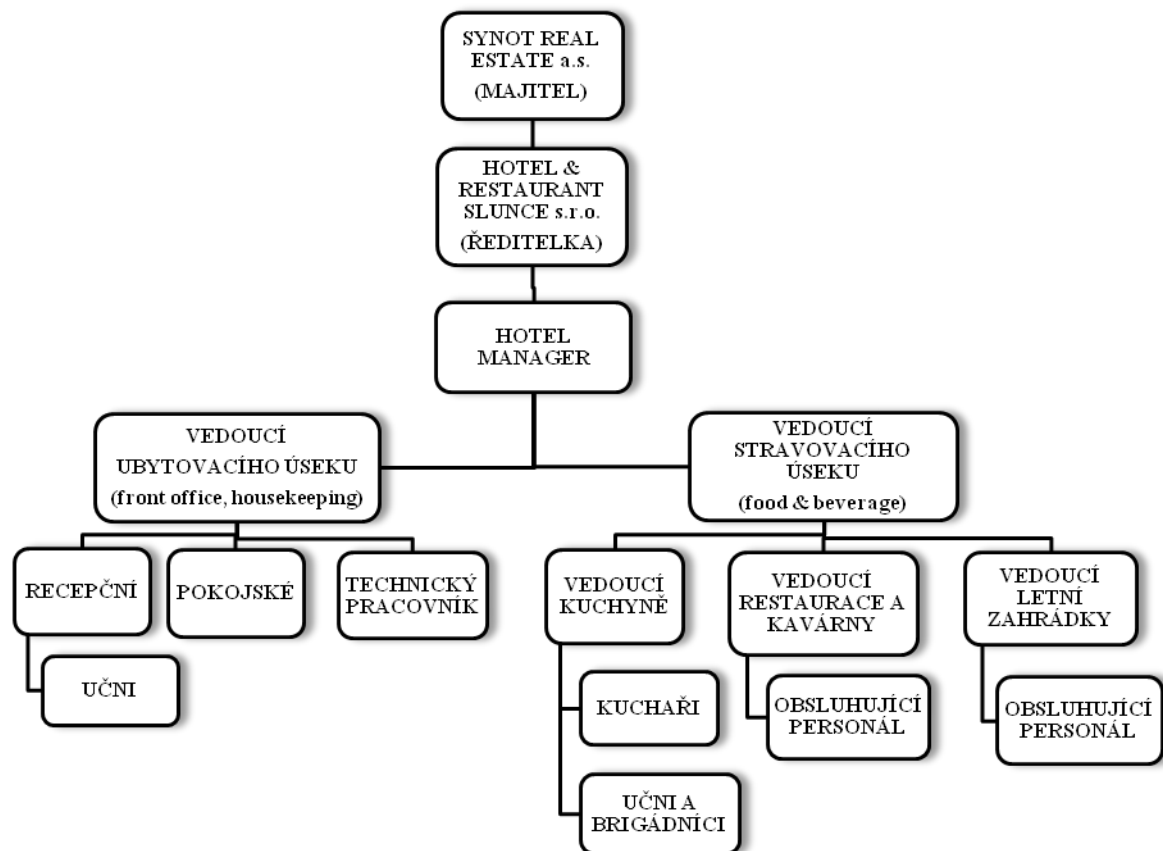 SYNOT REAL
ESTATE a.s.
(MAJITEL)
HOTEL &
RESTAURANT
SLUNCE s.r.o.
(ŘEDITELKA)
HOTEL
MANAGER
VEDOUCÍ
UBYTOVACÍHO ÚSEKU
(front office, housekeeping)
VEDOUCÍ
STRAVOVACÍHO
ÚSEKU
(food & beverage)
RECEPČNÍ
POKOJSKÉ
TECHNICKÝ
PRACOVNÍK
VEDOUCÍ
KUCHYNĚ
VEDOUCÍ
RESTAURACE A
KAVÁRNY
VEDOUCÍ
LETNÍ
ZAHRÁDKY
UČNI
KUCHAŘI
OBSLUHUJÍCÍ
PERSONÁL
OBSLUHUJÍCÍ
PERSONÁL
UČNI A
BRIGÁDNÍCI